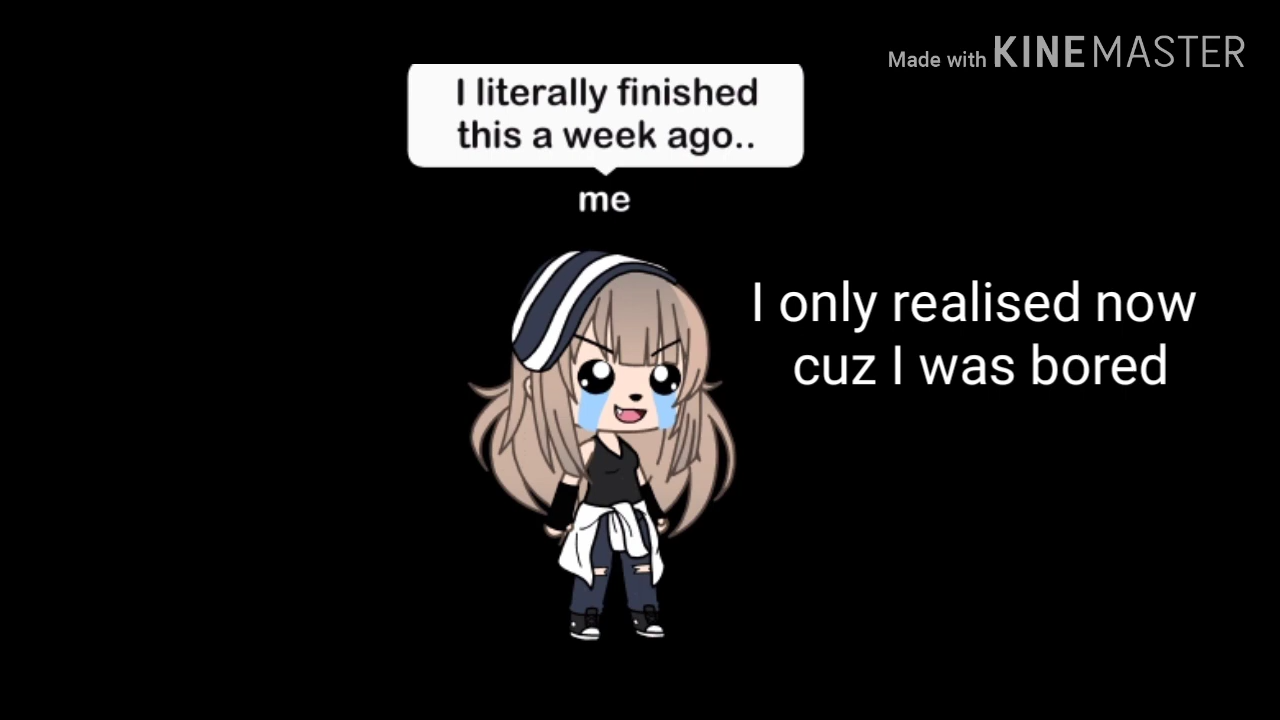 Made with KINEMASTER
I literally finished
this a week ago..
me
I only realised now
cuz I was bored